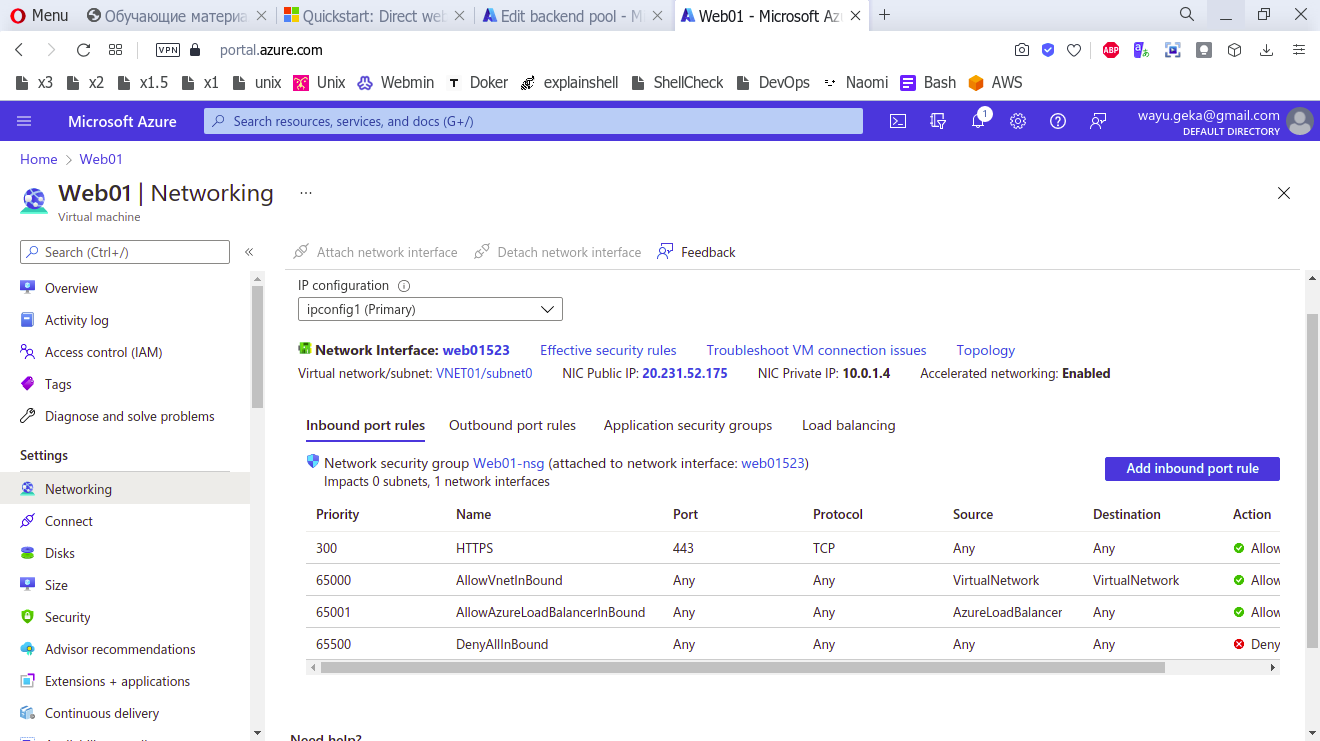 Menu Обучающие материа Quickstart: Direct web Edit backend pool - M Web01 - Microsoft Az
VPN portal.azure.com ABP
x3 x2 x1.5 x1 unix Unix Webmin Doker explainshell ShellCheck DevOps Naomi Bash AWS
Microsoft Azure Search resources, services, and docs (G+/) 1 wayu.geka@gmail.com
DEFAULT DIRECTORY
Home > Web01
Web01 | Networking ...
Virtual machine
Search (Ctrl+/) « Attach network interface Detach network interface Feedback
Overview
Activity log
Access control (IAM)
Tags
Diagnose and solve problems
Settings
Networking
Connect
Disks
Size
Security
Advisor recommendations
Extensions + applications
Continuous delivery
IP configuration
ipconfig1 (Primary)
Network Interface: web01523 Effective security rules Troubleshoot VM connection issues Topology
Virtual network/subnet: VNET01/subnet0 NIC Public IP: 20.231.52.175 NIC Private IP: 10.0.1.4 Accelerated networking: Enabled
Inbound port rules Outbound port rules Application security groups Load balancing
Network security group Web01-nsg (attached to network interface: web01523)
Impacts 0 subnets, 1 network interfaces
Add inbound port rule
Priority Name Port Protocol Source Destination Action
300 HTTPS 443 TCP Any Any Allow
65000 AllowVnetInBound Any Any VirtualNetwork VirtualNetwork Allow
65001 AllowAzureLoadBalancerInBound Any Any AzureLoadBalancer Any Allow
65500 DenyAllInBound Any Any Any Any Deny
Need help?